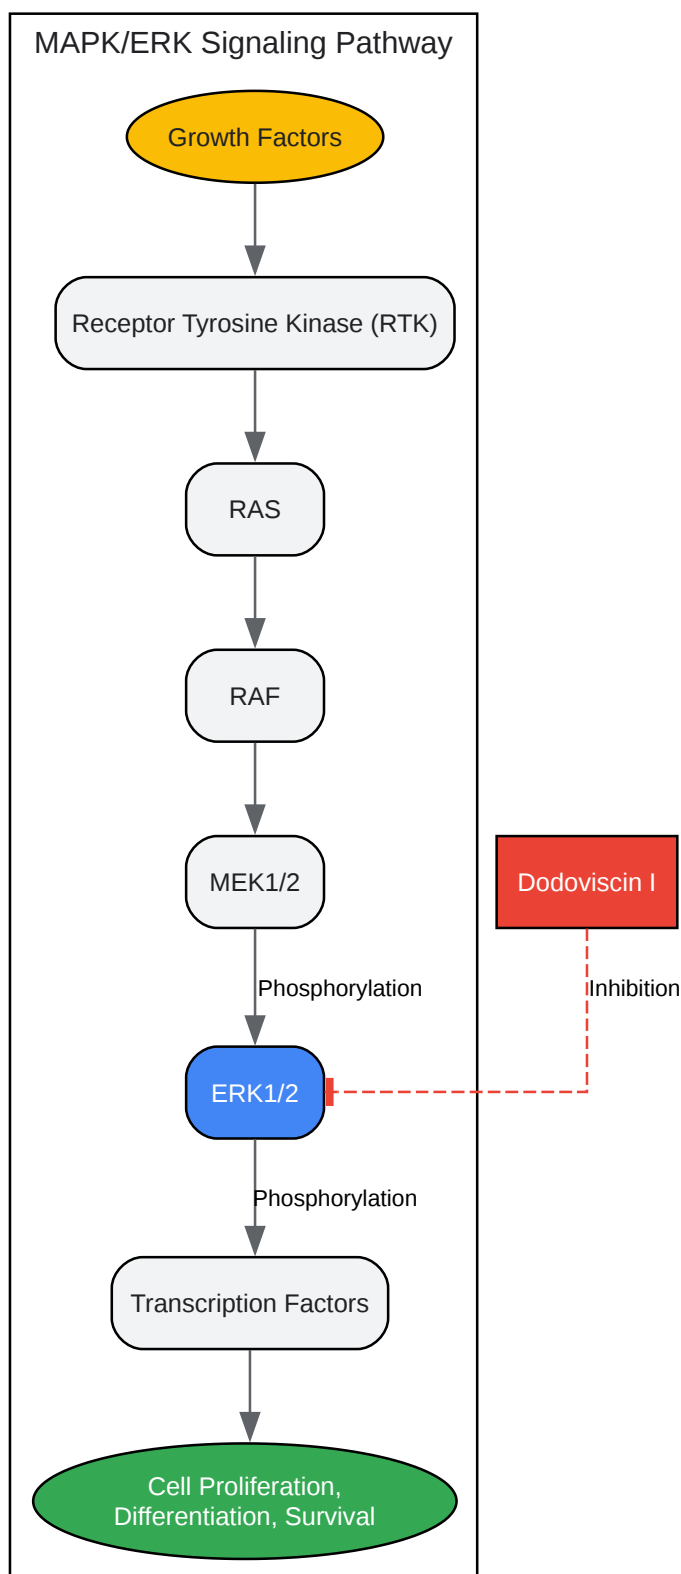 MAPK/ERK Signaling Pathway
Growth Factors
Receptor Tyrosine Kinase (RTK)
RAS
RAF
MEK1/2
Dodoviscin I
Phosphorylation
Inhibition
ERK1/2
Phosphorylation
Transcription Factors
Cell Proliferation,
Differentiation, Survival